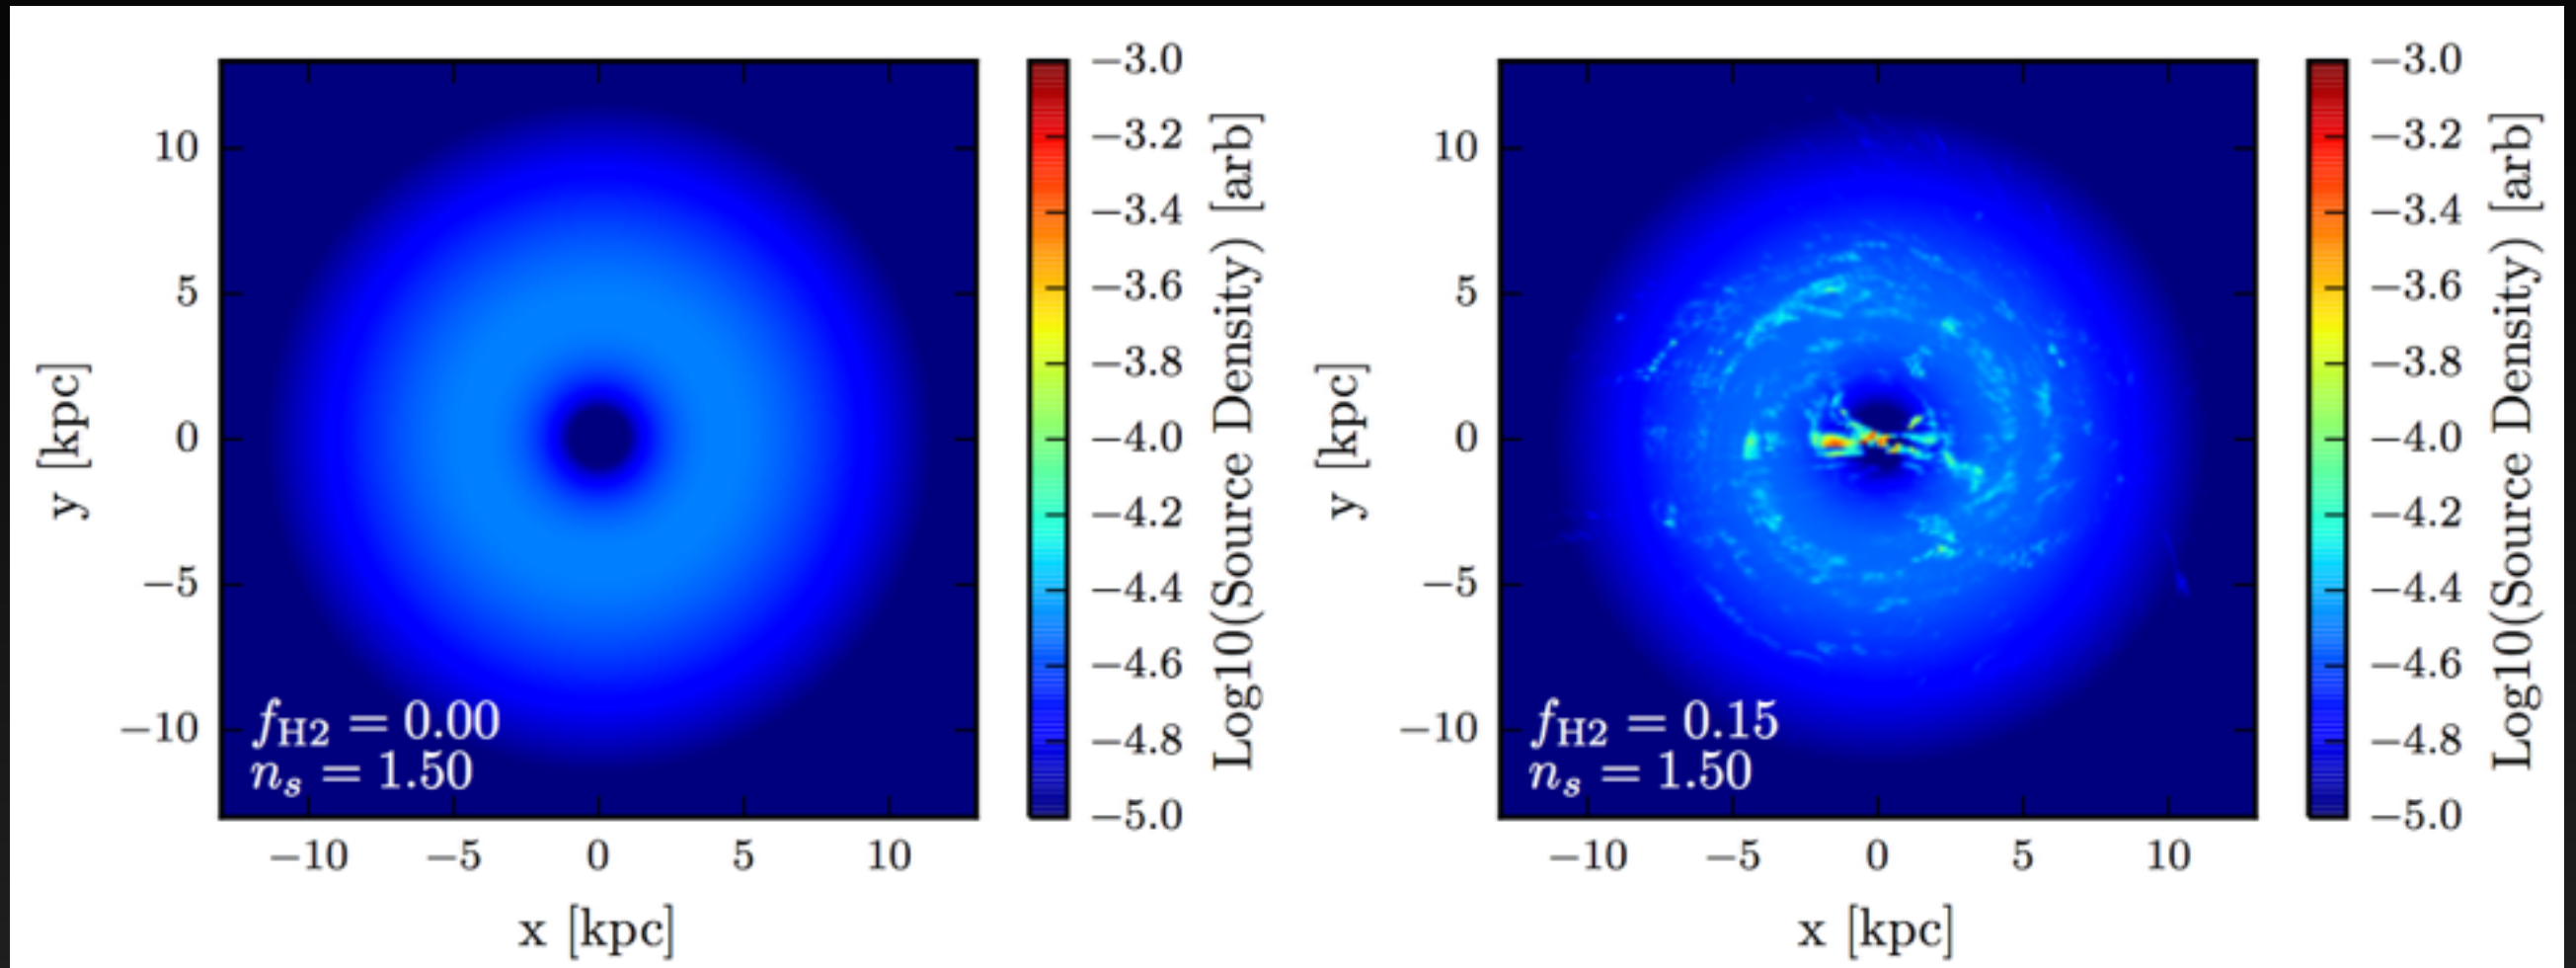 10
5
0
−5
−10
y [kpc]
−10 −5 0 5 10
x [kpc]
f_H2 = 0.00
n_s = 1.50
−3.0
−3.2
−3.4
−3.6
−3.8
−4.0
−4.2
−4.4
−4.6
−4.8
−5.0
Log10(Source Density) [arb]
10
5
0
−5
−10
y [kpc]
−10 −5 0 5 10
x [kpc]
f_H2 = 0.15
n_s = 1.50
−3.0
−3.2
−3.4
−3.6
−3.8
−4.0
−4.2
−4.4
−4.6
−4.8
−5.0
Log10(Source Density) [arb]